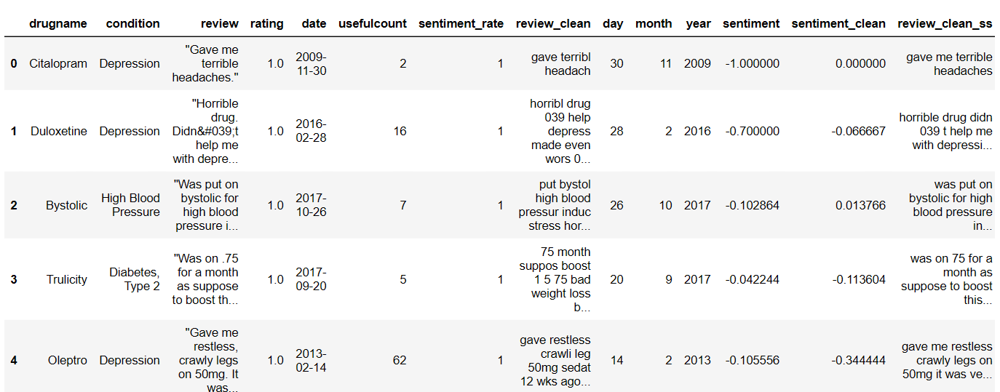 drugname condition review rating date usefulcount sentiment_rate review_clean day month year sentiment sentiment_clean review_clean_ss
0 Citalopram Depression "Gave me terrible headaches." 1.0 2009-11-30 2 1 gave terribl headach 30 11 2009 -1.000000 0.000000 gave me terrible headaches
1 Duloxetine Depression "Horrible drug. Didn&#039;t help me with depre... 1.0 2016-02-28 16 1 horribl drug 039 help depress made even wors 0... 28 2 2016 -0.700000 -0.066667 horrible drug didn 039 t help me with depressi...
2 Bystolic High Blood Pressure "Was put on bystolic for high blood pressure i... 1.0 2017-10-26 7 1 put bystol high blood pressur induc stress hor... 26 10 2017 -0.102864 0.013766 was put on bystolic for high blood pressure in...
3 Trulicity Diabetes, Type 2 "Was on .75 for a month as suppose to boost th... 1.0 2017-09-20 5 1 75 month suppos boost 1 5 75 bad weight loss b... 20 9 2017 -0.042244 -0.113604 was on 75 for a month as suppose to boost this...
4 Oleptro Depression "Gave me restless, crawly legs on 50mg. It was... 1.0 2013-02-14 62 1 gave restless crawli leg 50mg sedat 12 wks ago... 14 2 2013 -0.105556 -0.344444 gave me restless crawly legs on 50mg it was ve...